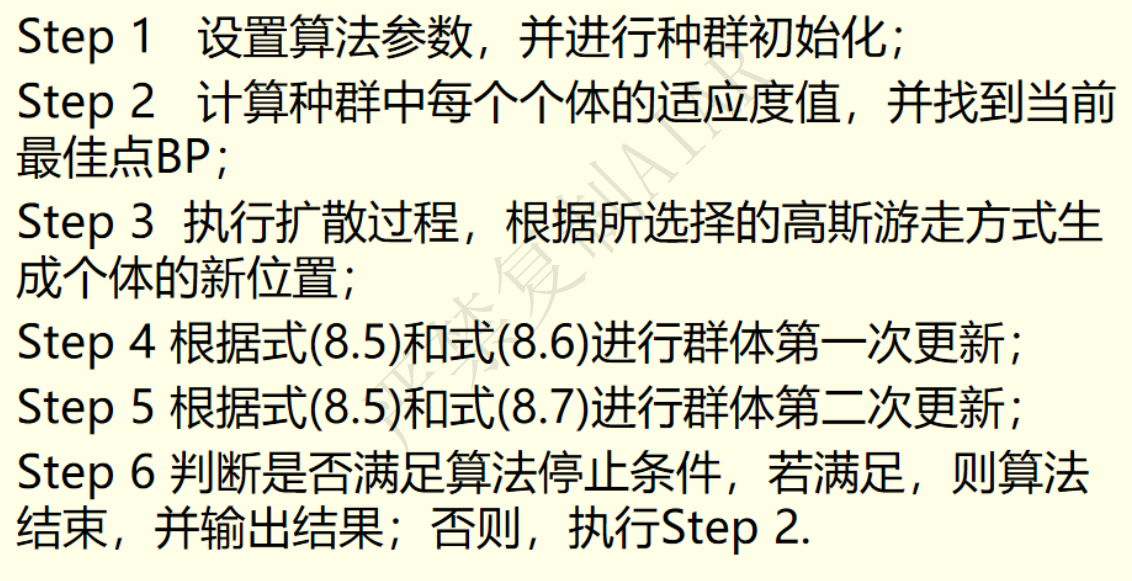 Step 1 设置算法参数，并进行种群初始化；
Step 2 计算种群中每个个体的适应度值，并找到当前
最佳点BP；
Step 3 执行扩散过程，根据所选择的高斯游走方式生
成个体的新位置；
Step 4 根据式(8.5)和式(8.6)进行群体第一次更新；
Step 5 根据式(8.5)和式(8.7)进行群体第二次更新；
Step 6 判断是否满足算法停止条件，若满足，则算法
结束，并输出结果；否则，执行Step 2.
严禁复制AIAR